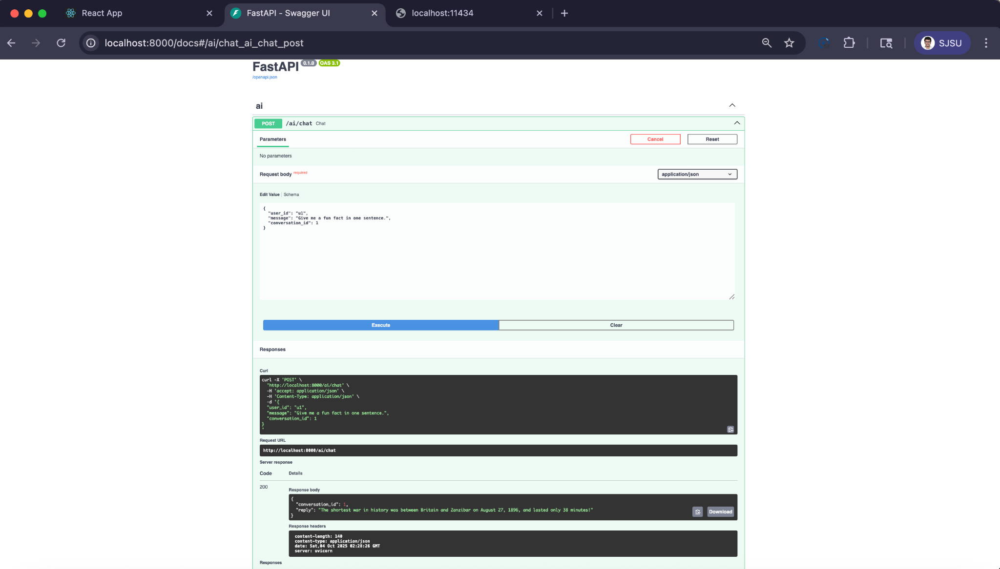 React App
FastAPI - Swagger UI
localhost:11434
localhost:8000/docs#/ai/chat_ai_chat_post
SJSU
FastAPI 0.1.0 OAS 3.1
/openapi.json
ai
POST /ai/chat Chat
Parameters
Cancel
Reset
No parameters
Request body required
application/json
Edit Value | Schema
{
  "user_id": "u1",
  "message": "Give me a fun fact in one sentence.",
  "conversation_id": 1
}
Execute
Clear
Responses
Curl
curl -X 'POST' \
  'http://localhost:8000/ai/chat' \
  -H 'accept: application/json' \
  -H 'Content-Type: application/json' \
  -d '{
  "user_id": "u1",
  "message": "Give me a fun fact in one sentence.",
  "conversation_id": 1
}
'
Request URL
http://localhost:8000/ai/chat
Server response
Code Details
200
Response body
{
  "conversation_id": 1,
  "reply": "The shortest war in history was between Britain and Zanzibar on August 27, 1896, and lasted only 38 minutes!"
}
Download
Response headers
content-length: 140
content-type: application/json
date: Sat,04 Oct 2025 02:28:26 GMT
server: uvicorn
Responses